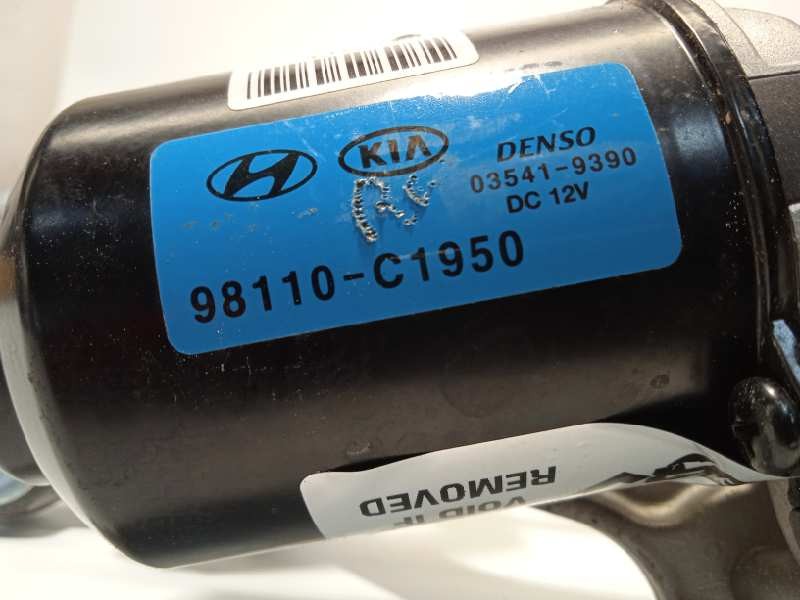 KIA
DENSO
03541-9390
DC 12V
98110-C1950
VOID IF
REMOVED